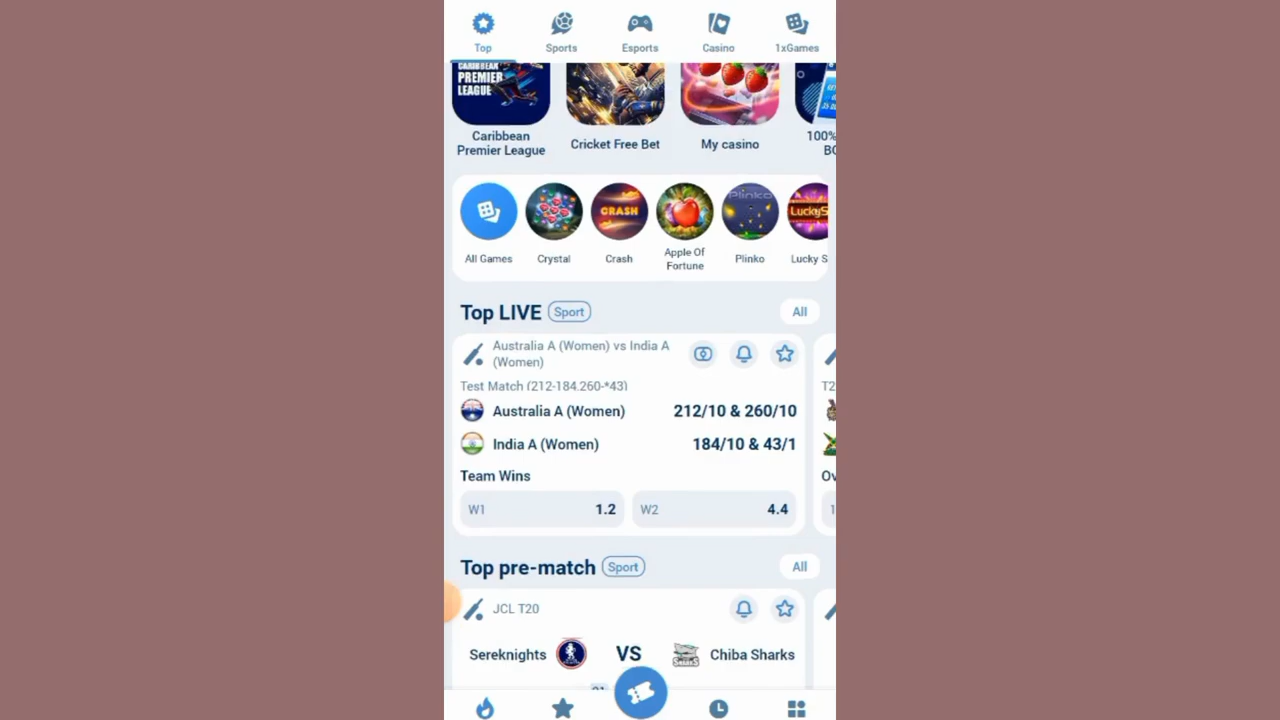 Top
Sports
Esports
Casino
1xGames
CARIBBEAN
PREMIER
LEAGUE
Caribbean
Premier League
Cricket Free Bet
My casino
100%
All Games
Crystal
CRASH
Crash
Apple Of
Fortune
Plinko
Plinko
LuckyS
Lucky S
Top LIVE
Sport
All
Australia A (Women) vs India A
(Women)
Test Match (212-184,260-*43)
Australia A (Women)
212/10 & 260/10
India A (Women)
184/10 & 43/1
Team Wins
W1
1.2
W2
4.4
T2
Top pre-match
Sport
All
JCL T20
Sereknights
VS
Chiba Sharks